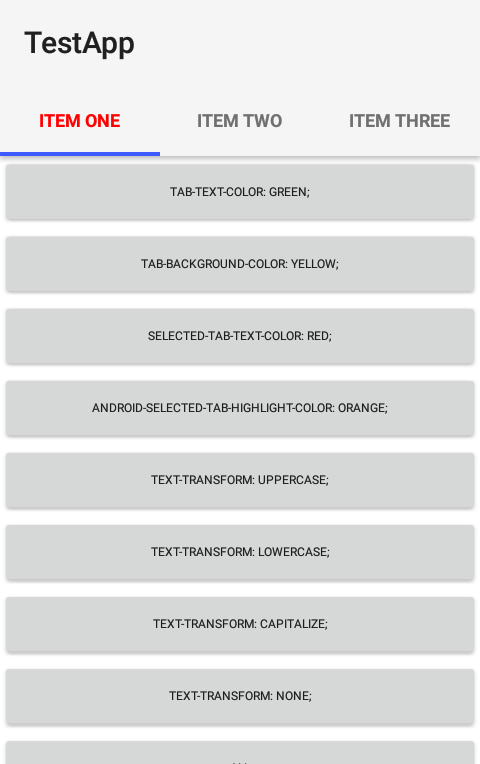 TestApp
ITEM ONE ITEM TWO ITEM THREE
TAB-TEXT-COLOR: GREEN;
TAB-BACKGROUND-COLOR: YELLOW;
SELECTED-TAB-TEXT-COLOR: RED;
ANDROID-SELECTED-TAB-HIGHLIGHT-COLOR: ORANGE;
TEXT-TRANSFORM: UPPERCASE;
TEXT-TRANSFORM: LOWERCASE;
TEXT-TRANSFORM: CAPITALIZE;
TEXT-TRANSFORM: NONE;